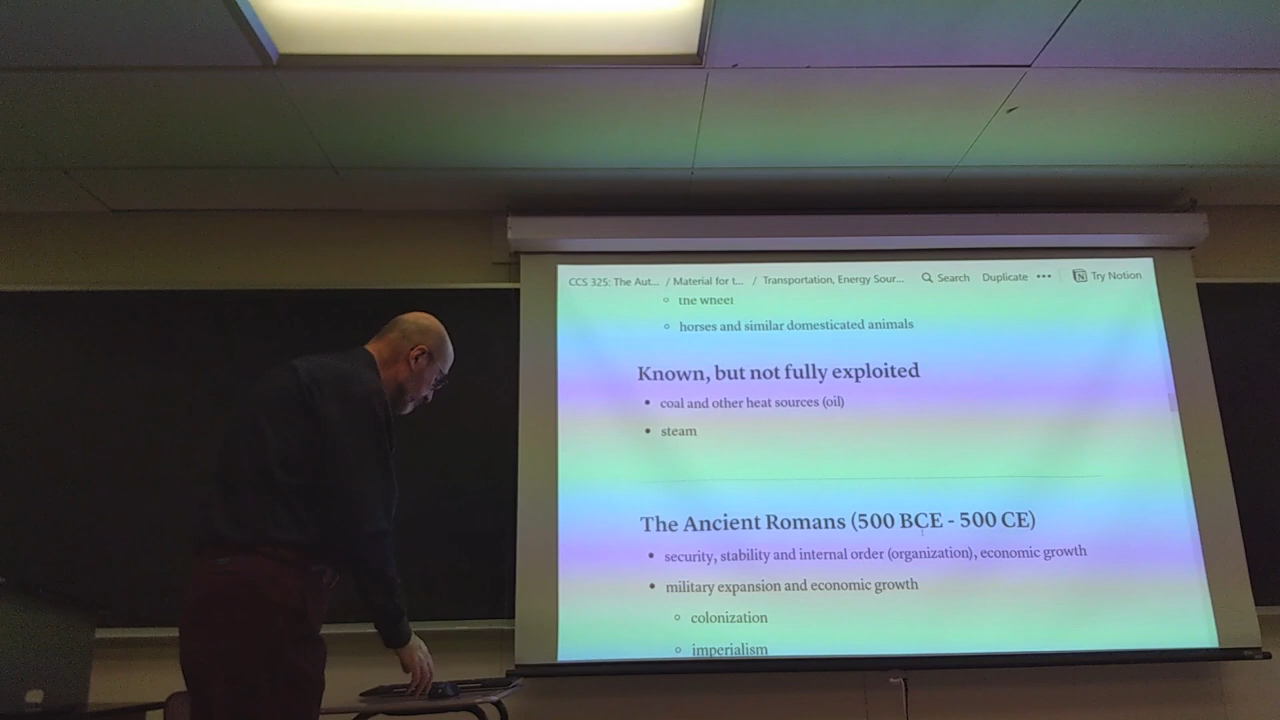 CCS 325: The Aut... / Material for t... / Transportation, Energy Sour... Search Duplicate ••• Try Notion
the wheel
horses and similar domesticated animals
Known, but not fully exploited
coal and other heat sources (oil)
steam
The Ancient Romans (500 BCE - 500 CE)
security, stability and internal order (organization), economic growth
military expansion and economic growth
colonization
imperialism